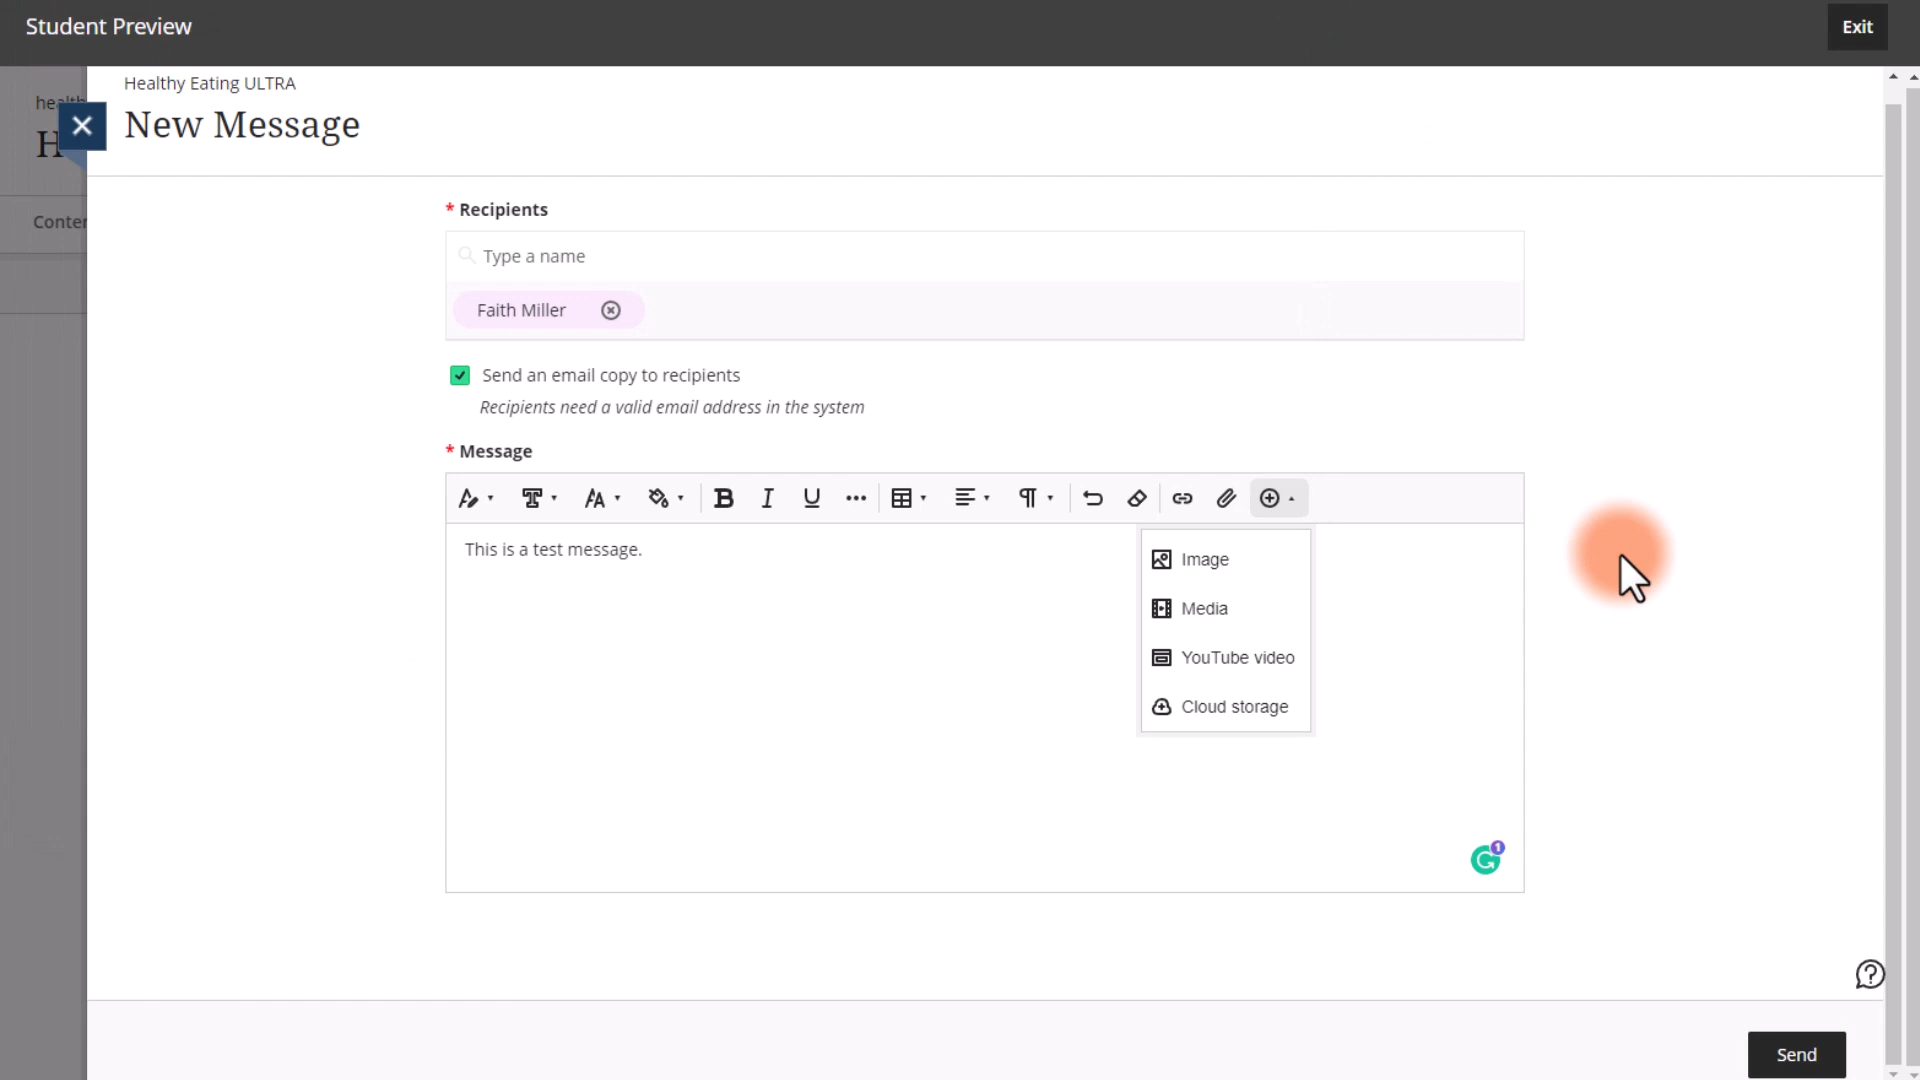 Student Preview
Exit
Healthy Eating ULTRA
New Message
* Recipients
Type a name
Faith Miller
Send an email copy to recipients
Recipients need a valid email address in the system
* Message
B I U
This is a test message.
Image
Media
YouTube video
Cloud storage
1
Send